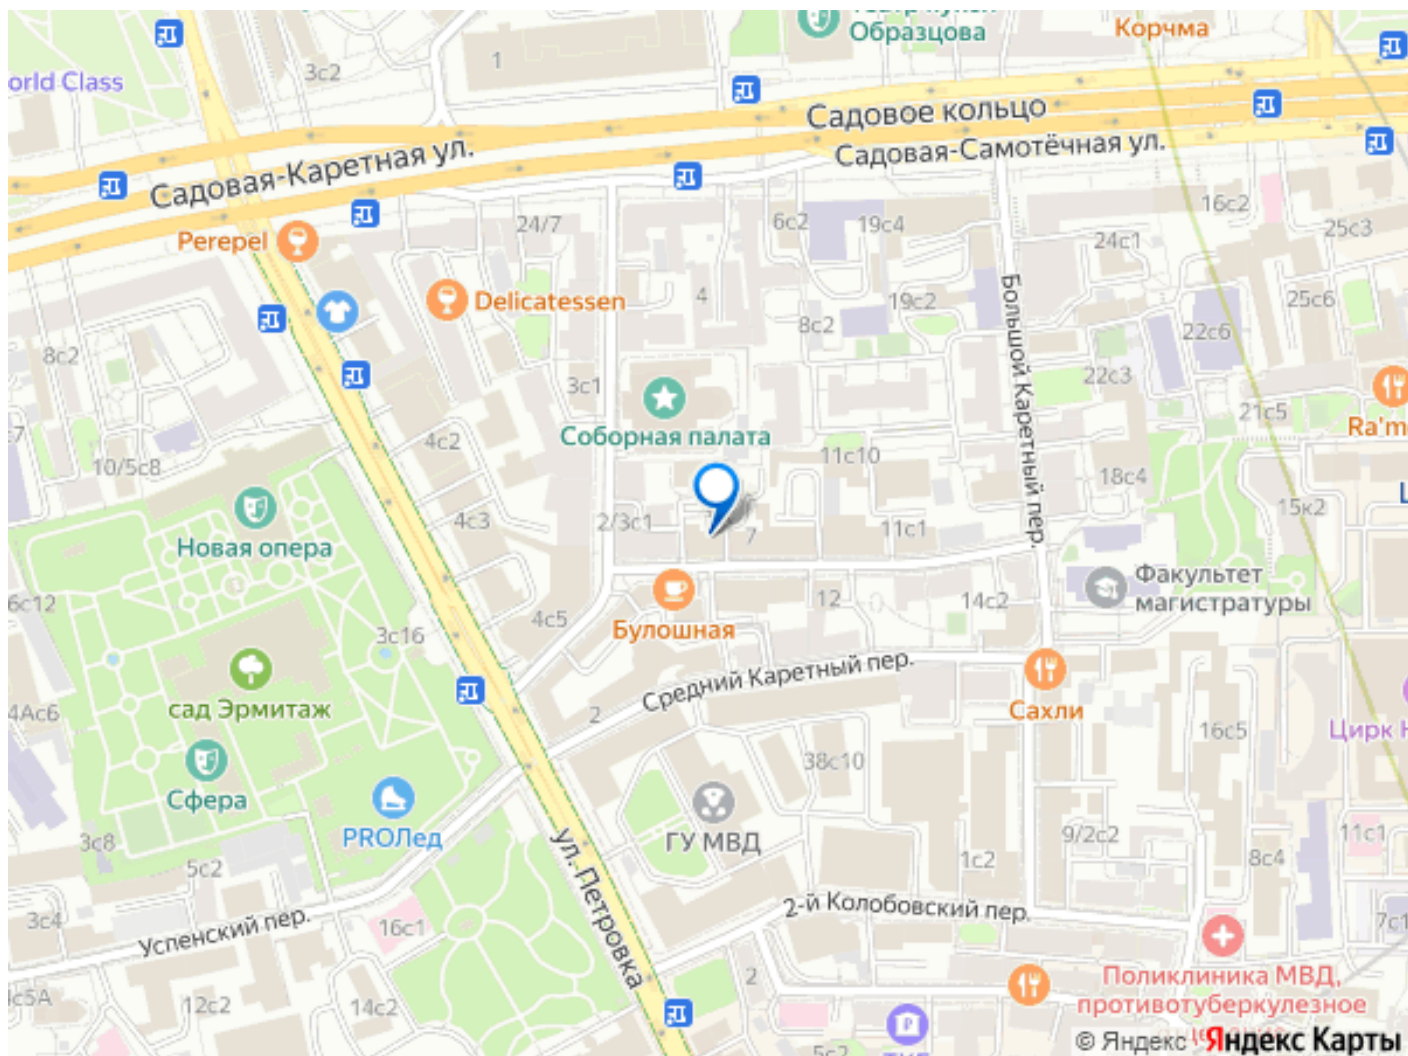 Образцова
Корчма
1
3с2
orld Class
Садовое кольцо
Садовая-Самотёчная ул.
Садовая-Каретная ул.
16с2
6с2
19с4
24/7
25с3
Perepel
24с1
Delicatessen
4
19с2
25с6
8с2
22с6
8с2
Большой Каретный пер.
3с1
22с3
21с5
Ra'm
Соборная палата
4с2
11с10
10/5с8
18с4
15к2
4с3
2/3с1
7
11с1
Новая опера
Факультет
магистратуры
6с12
12
14с2
4с5
Булошная
3с16
Средний Каретный пер.
сад Эрмитаж
2
Сахли
4Ас6
16с5
Цирк Н
38с10
Сфера
PROЛед
ГУ МВД
ул. Петровка
3с8
9/2с2
11с1
5с2
1с2
8с4
2-й Колобовский пер.
3с4
Успенский пер.
16с1
7с1
2
Поликлиника МВД,
противотуберкулезное
с5А
12с2
14с2
5с2
© Яндекс Яндекс Карты